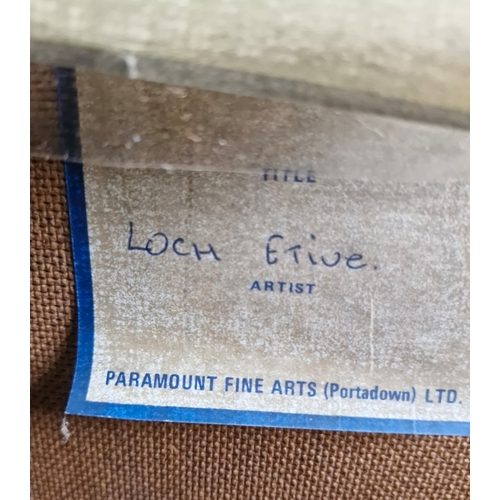 TITLE
LOCH ETIVE.
ARTIST
PARAMOUNT FINE ARTS (Portadown) LTD.